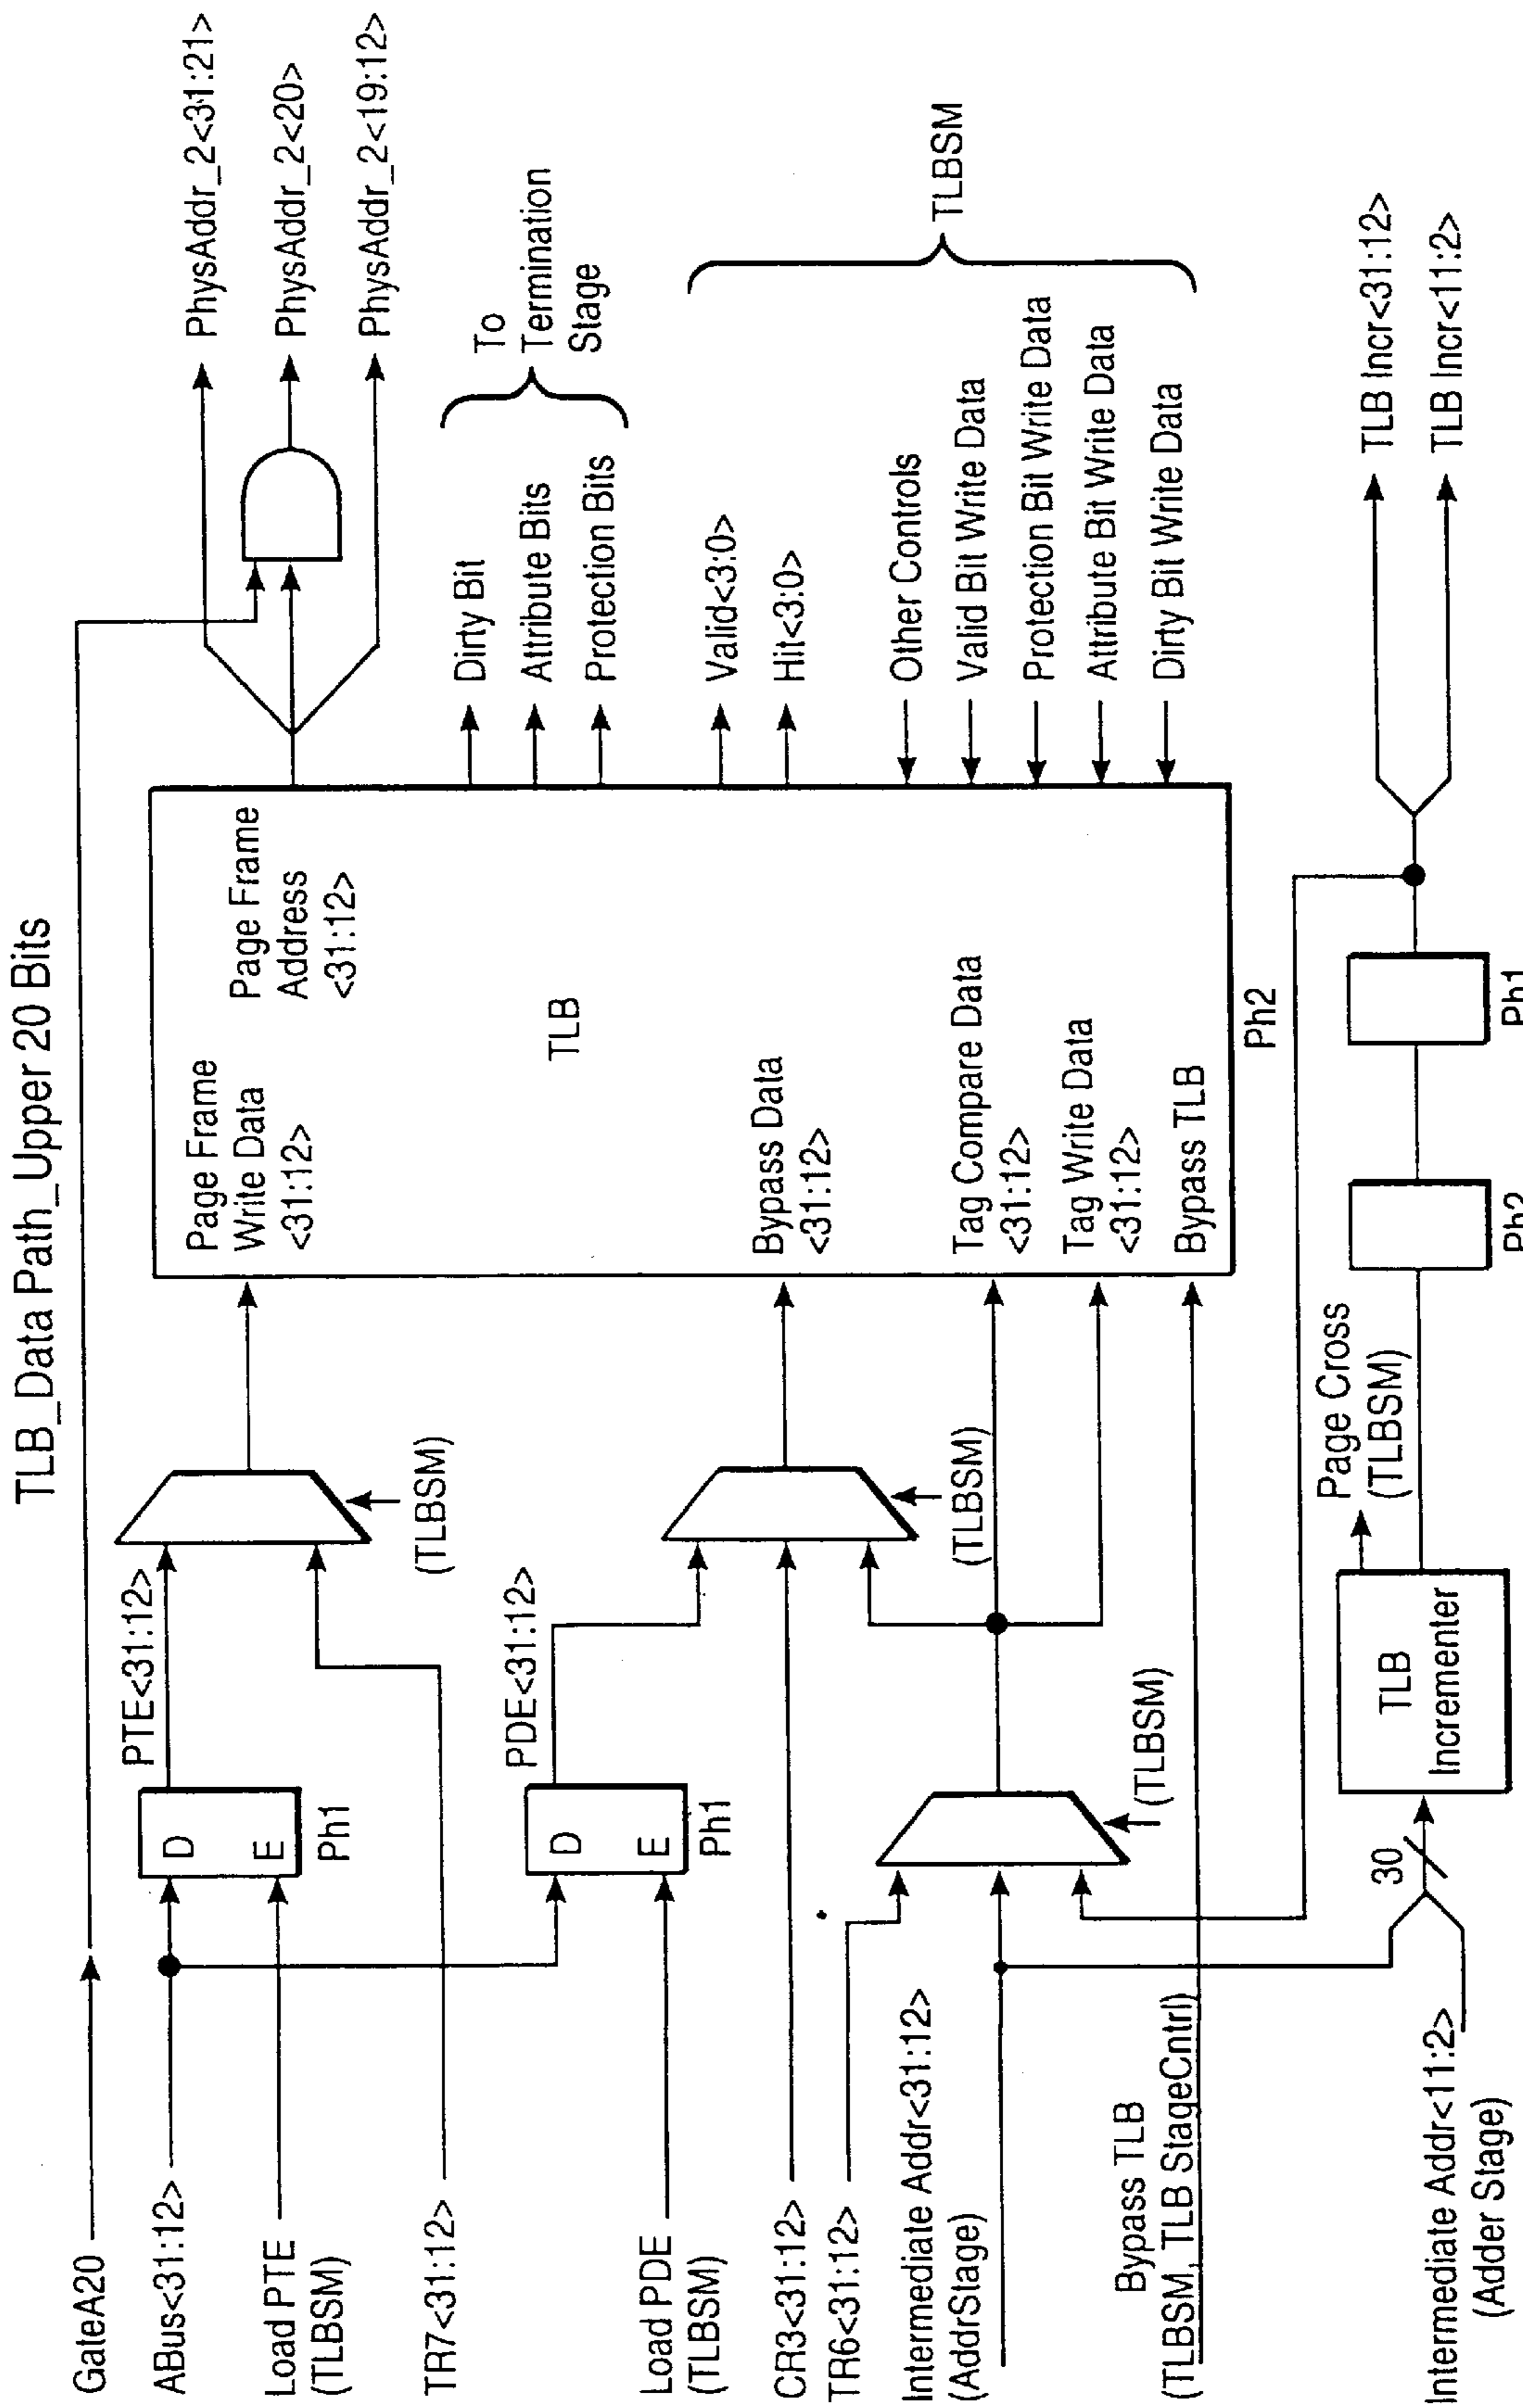 TLB_Data Path_Upper 20 Bits
GateA20
ABus<31:12>
Load PTE
(TLBSM)
TR7<31:12>
Load PDE
(TLBSM)
CR3<31:12>
TR6<31:12>
Intermediate Addr<31:12>
(AddrStage)
Bypass TLB
(TLBSM, TLB StageCntrl)
Intermediate Addr<11:2>
(Adder Stage)
D
E
Ph1
PTE<31:12>
(TLBSM)
D
E
Ph1
PDE<31:12>
(TLBSM)
(TLBSM)
30
TLB
Incrementer
Page Cross
(TLBSM)
Ph2
Ph1
Page Frame
Write Data
<31:12>
Page Frame
Address
<31:12>
TLB
Bypass Data
<31:12>
Tag Compare Data
<31:12>
Tag Write Data
<31:12>
Bypass TLB
Ph2
PhysAddr_2<31:21>
PhysAddr_2<20>
PhysAddr_2<19:12>
Dirty Bit
Attribute Bits
Protection Bits
To
Termination
Stage
Valid<3:0>
Hit<3:0>
Other Controls
Valid Bit Write Data
Protection Bit Write Data
Attribute Bit Write Data
Dirty Bit Write Data
TLBSM
TLB Incr<31:12>
TLB Incr<11:2>